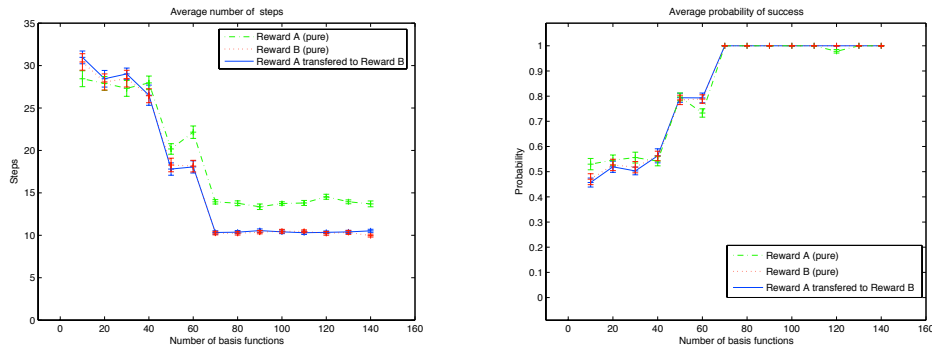 Average number of steps
35
30
25
20
15
10
5
0
Steps
0 20 40 60 80 100 120 140 160
Number of basis functions
Reward A (pure)
Reward B (pure)
Reward A transfered to Reward B
Average probability of success
1
0.9
0.8
0.7
0.6
0.5
0.4
0.3
0.2
0.1
0
Probability
0 20 40 60 80 100 120 140 160
Number of basis functions
Reward A (pure)
Reward B (pure)
Reward A transfered to Reward B